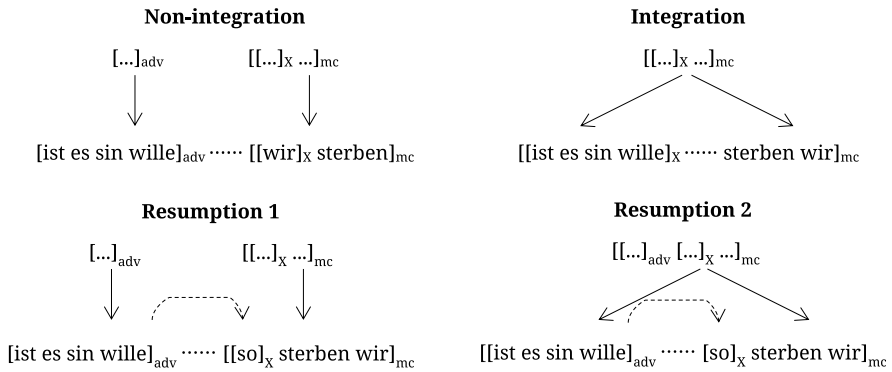 Non-integration
[...]adv [[...]X ...]mc
[ist es sin wille]adv ······ [[wir]X sterben]mc
Integration
[[...]X ...]mc
[[ist es sin wille]X ······ sterben wir]mc
Resumption 1
[...]adv [[...]X ...]mc
[ist es sin wille]adv ······ [[so]X sterben wir]mc
Resumption 2
[[...]adv [...]X ...]mc
[[ist es sin wille]adv ······ [so]X sterben wir]mc